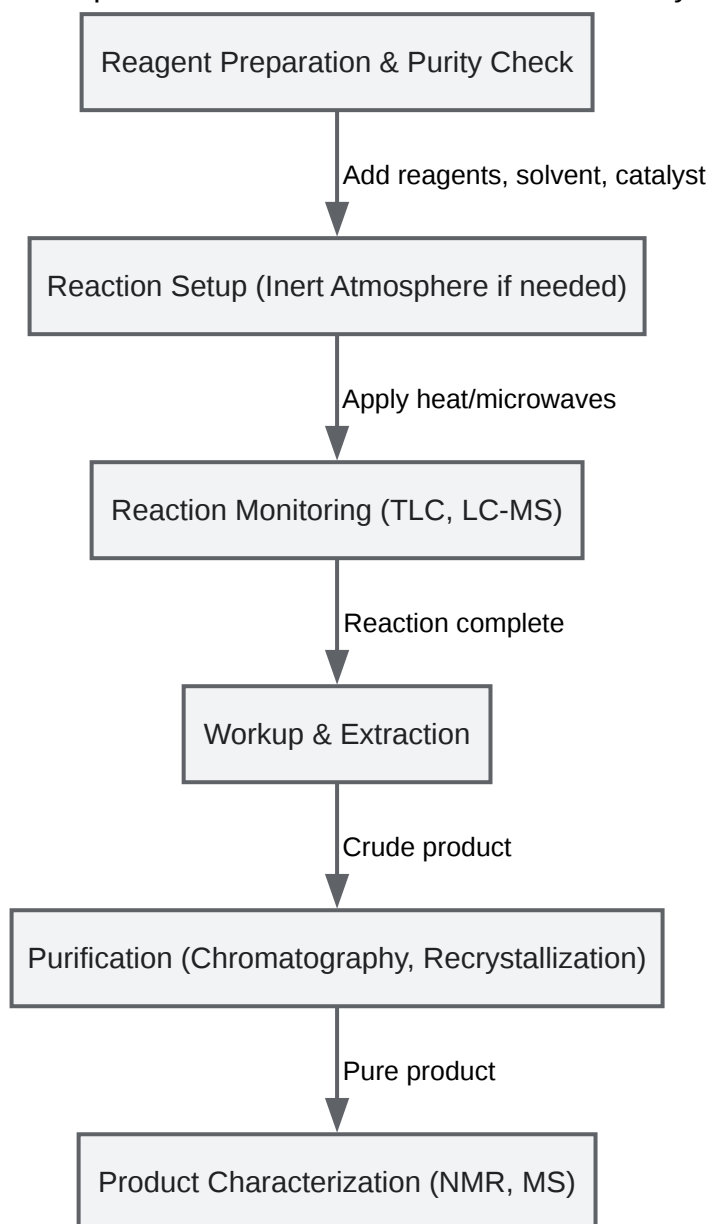 Reagent Preparation & Purity Check
Add reagents, solvent, catalyst
Reaction Setup (Inert Atmosphere if needed)
Apply heat/microwaves
Reaction Monitoring (TLC, LC-MS)
Reaction complete
Workup & Extraction
Crude product
Purification (Chromatography, Recrystallization)
Pure product
Product Characterization (NMR, MS)